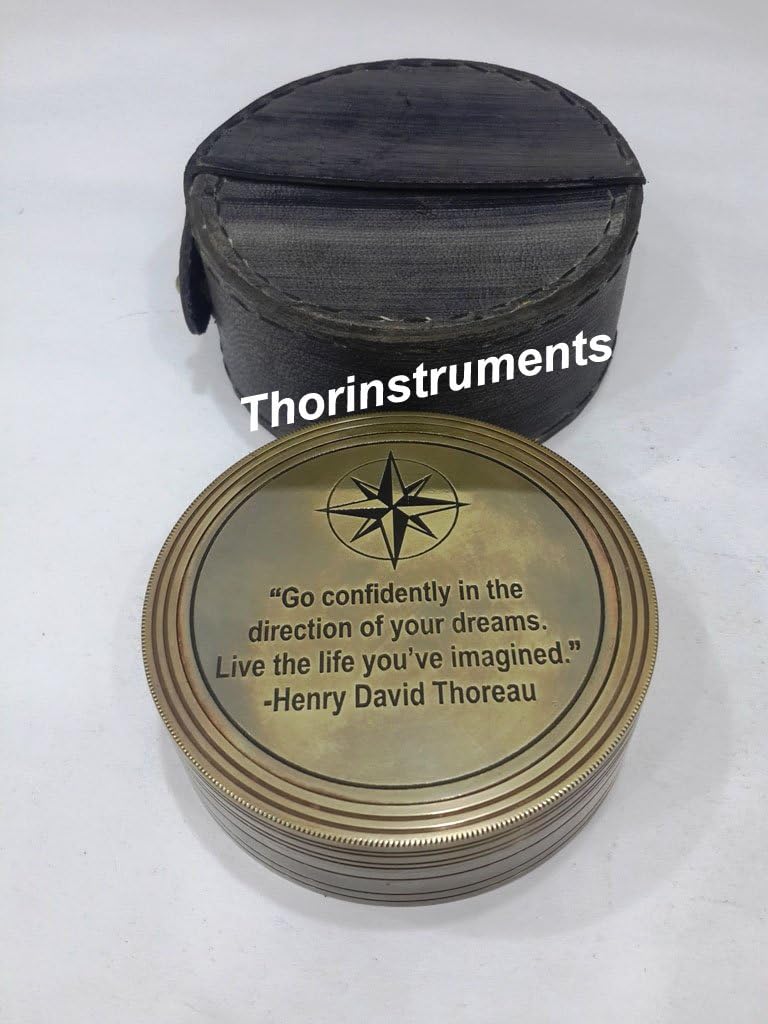 Thorinstruments
“Go confidently in the
direction of your dreams.
Live the life you’ve imagined.”
-Henry David Thoreau